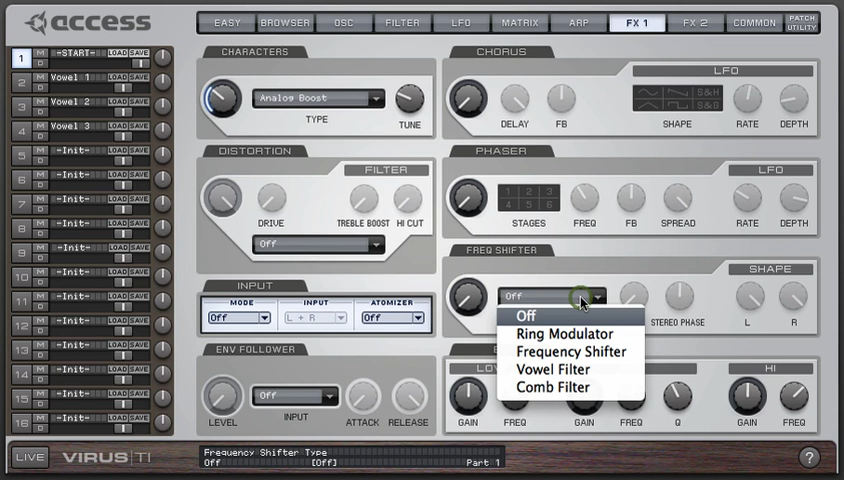 access
EASY BROWSER OSC FILTER LFO MATRIX ARP FX 1 FX 2 COMMON PATCH UTILITY
1 M D -START- LOAD SAVE
2 M D Vowel 1 LOAD SAVE
3 M D Vowel 2 LOAD SAVE
4 M D Vowel 3 LOAD SAVE
5 M D -Init- LOAD SAVE
6 M D -Init- LOAD SAVE
7 M D -Init- LOAD SAVE
8 M D -Init- LOAD SAVE
9 M D -Init- LOAD SAVE
10 M D -Init- LOAD SAVE
11 M D -Init- LOAD SAVE
12 M D -Init- LOAD SAVE
13 M D -Init- LOAD SAVE
14 M D -Init- LOAD SAVE
15 M D -Init- LOAD SAVE
16 M D -Init- LOAD SAVE
CHARACTERS
Analog Boost
TYPE TUNE
DISTORTION
FILTER
DRIVE TREBLE BOOST HI CUT
Off
INPUT
MODE INPUT ATOMIZER
Off L + R Off
ENV FOLLOWER
Off
LEVEL INPUT ATTACK RELEASE
CHORUS
LFO
S&H
S&G
DELAY FB SHAPE RATE DEPTH
PHASER
LFO
1 2 3
4 5 6
STAGES FREQ FB SPREAD RATE DEPTH
FREQ SHIFTER
SHAPE
Off
STEREO PHASE L R
Off
Ring Modulator
Frequency Shifter
Vowel Filter
Comb Filter
HI
GAIN FREQ GAIN FREQ Q GAIN FREQ
LIVE VIRUS TI
Frequency Shifter Type
Off [Off] Part 1
?